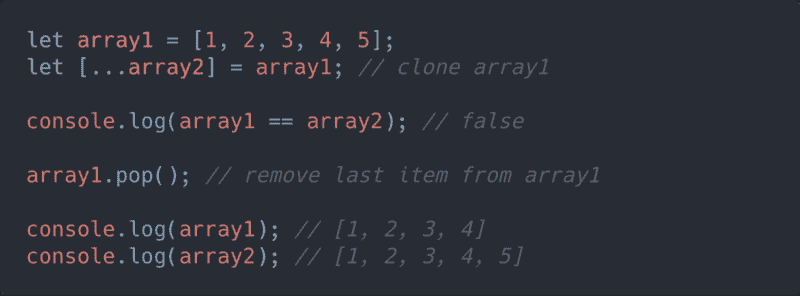 let array1 = [1, 2, 3, 4, 5];
let [...array2] = array1; // clone array1
console.log(array1 == array2); // false
array1.pop(); // remove last item from array1
console.log(array1); // [1, 2, 3, 4]
console.log(array2); // [1, 2, 3, 4, 5]